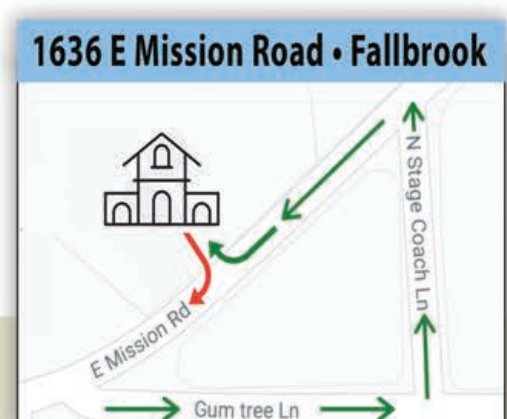 1636 E Mission Road • Fallbrook
N Stage Coach Ln
E Mission Rd
Gum tree Ln